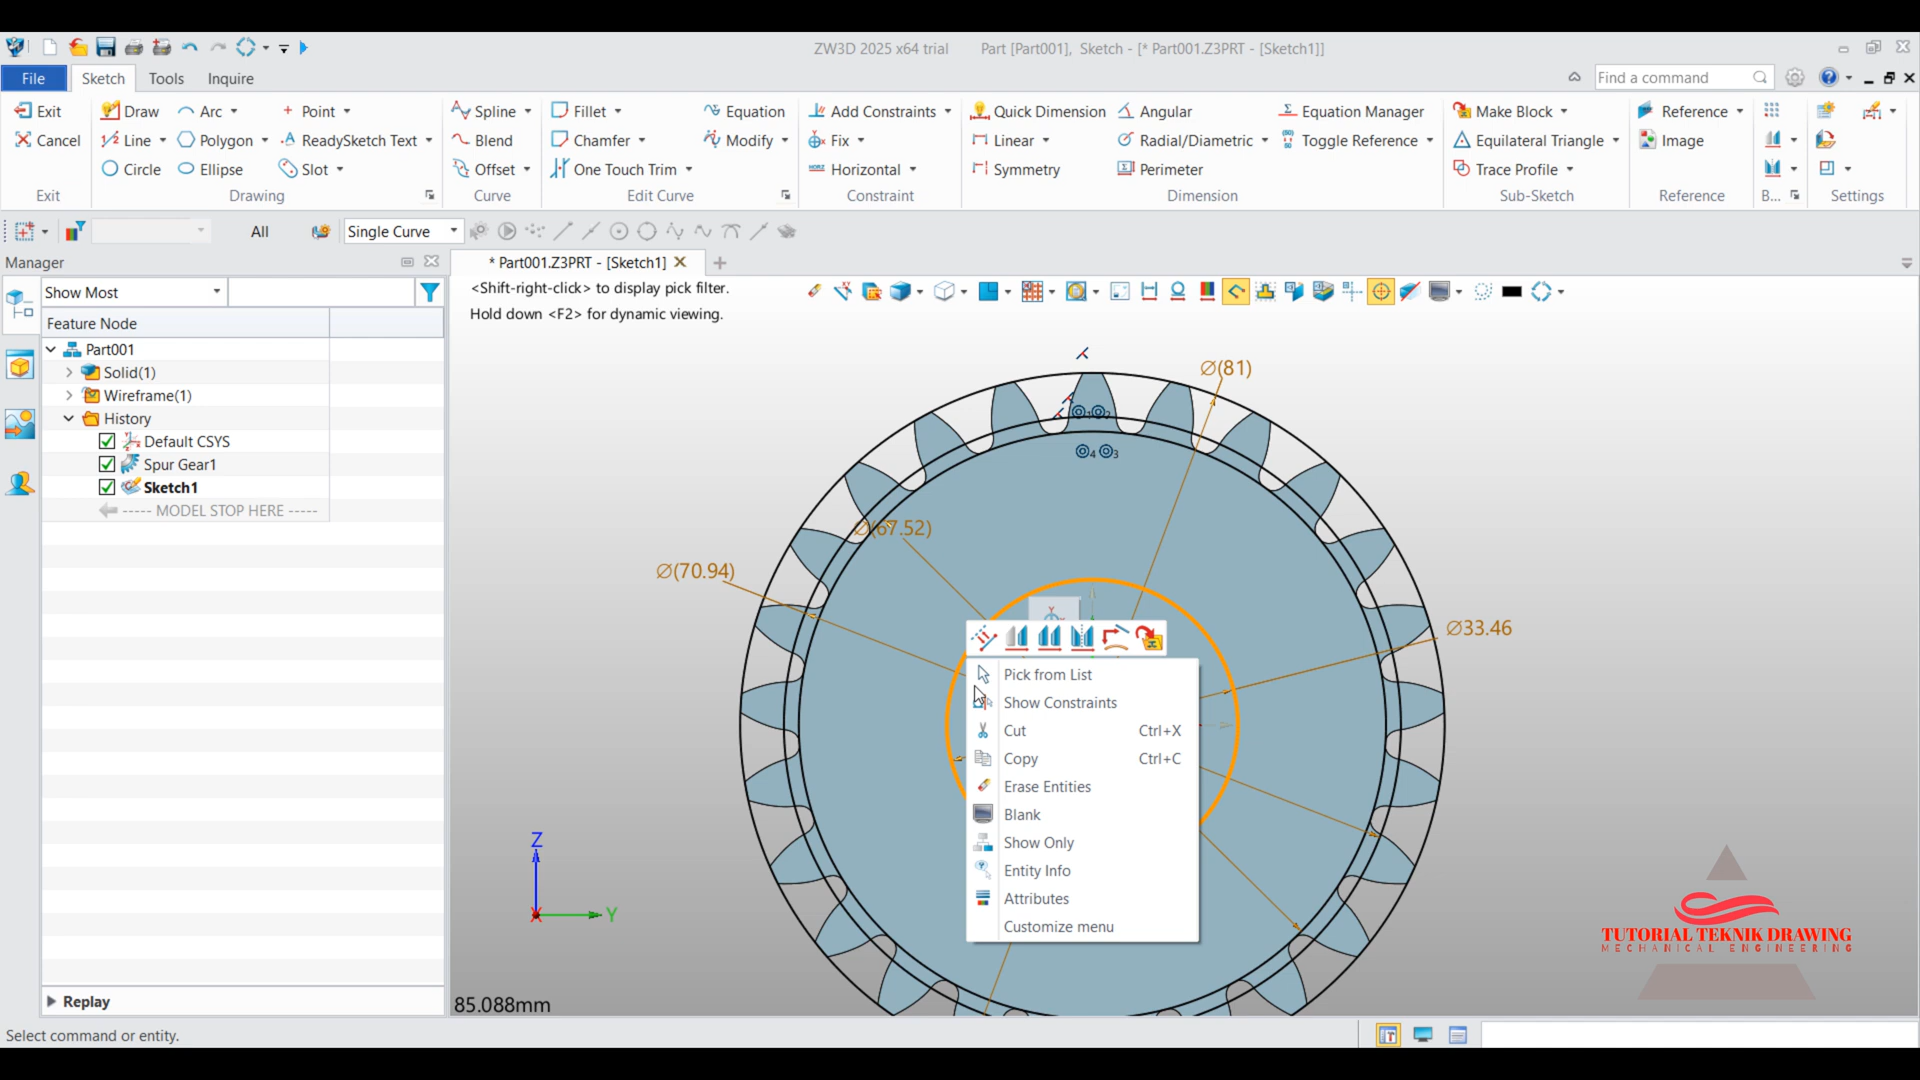 ZW3D 2025 x64 trial Part [Part001], Sketch - [* Part001.Z3PRT - [Sketch1]]
File Sketch Tools Inquire Find a command
Exit Draw Arc Point Spline Fillet Equation Add Constraints Quick Dimension Angular Equation Manager Make Block Reference
Cancel Line Polygon ReadySketch Text Blend Chamfer Modify Fix Linear Radial/Diametric Toggle Reference Equilateral Triangle Image
Circle Ellipse Slot Offset One Touch Trim Horizontal Symmetry Perimeter Trace Profile
Exit Drawing Curve Edit Curve Constraint Dimension Sub-Sketch Reference B... Settings
All Single Curve
Manager * Part001.Z3PRT - [Sketch1]
Show Most
<Shift-right-click> to display pick filter.
Hold down <F2> for dynamic viewing.
Feature Node
Part001
Solid(1)
Wireframe(1)
History
Default CSYS
Spur Gear1
Sketch1
----- MODEL STOP HERE -----
∅(81)
∅(67.52)
∅(70.94)
∅33.46
Pick from List
Show Constraints
Cut Ctrl+X
Copy Ctrl+C
Erase Entities
Blank
Show Only
Entity Info
Attributes
Customize menu
Z
X Y
TUTORIAL TEKNIK DRAWING
MECHANICAL ENGINEERING
Replay
85.088mm
Select command or entity.